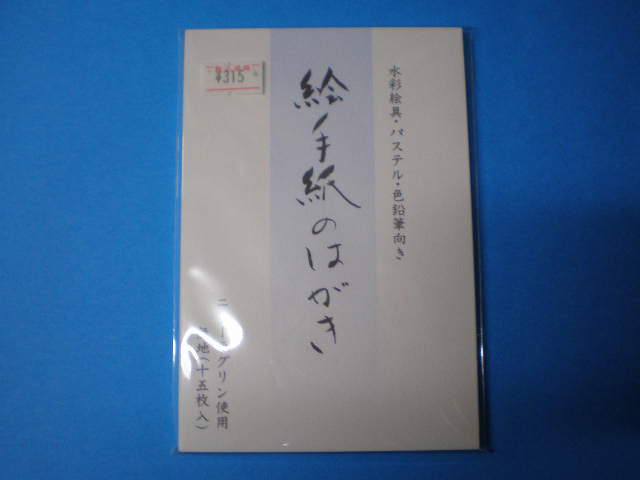 水彩絵具・パステル・色鉛筆向き
絵手紙のはがき
¥315
グリン使用
地(十五枚入)